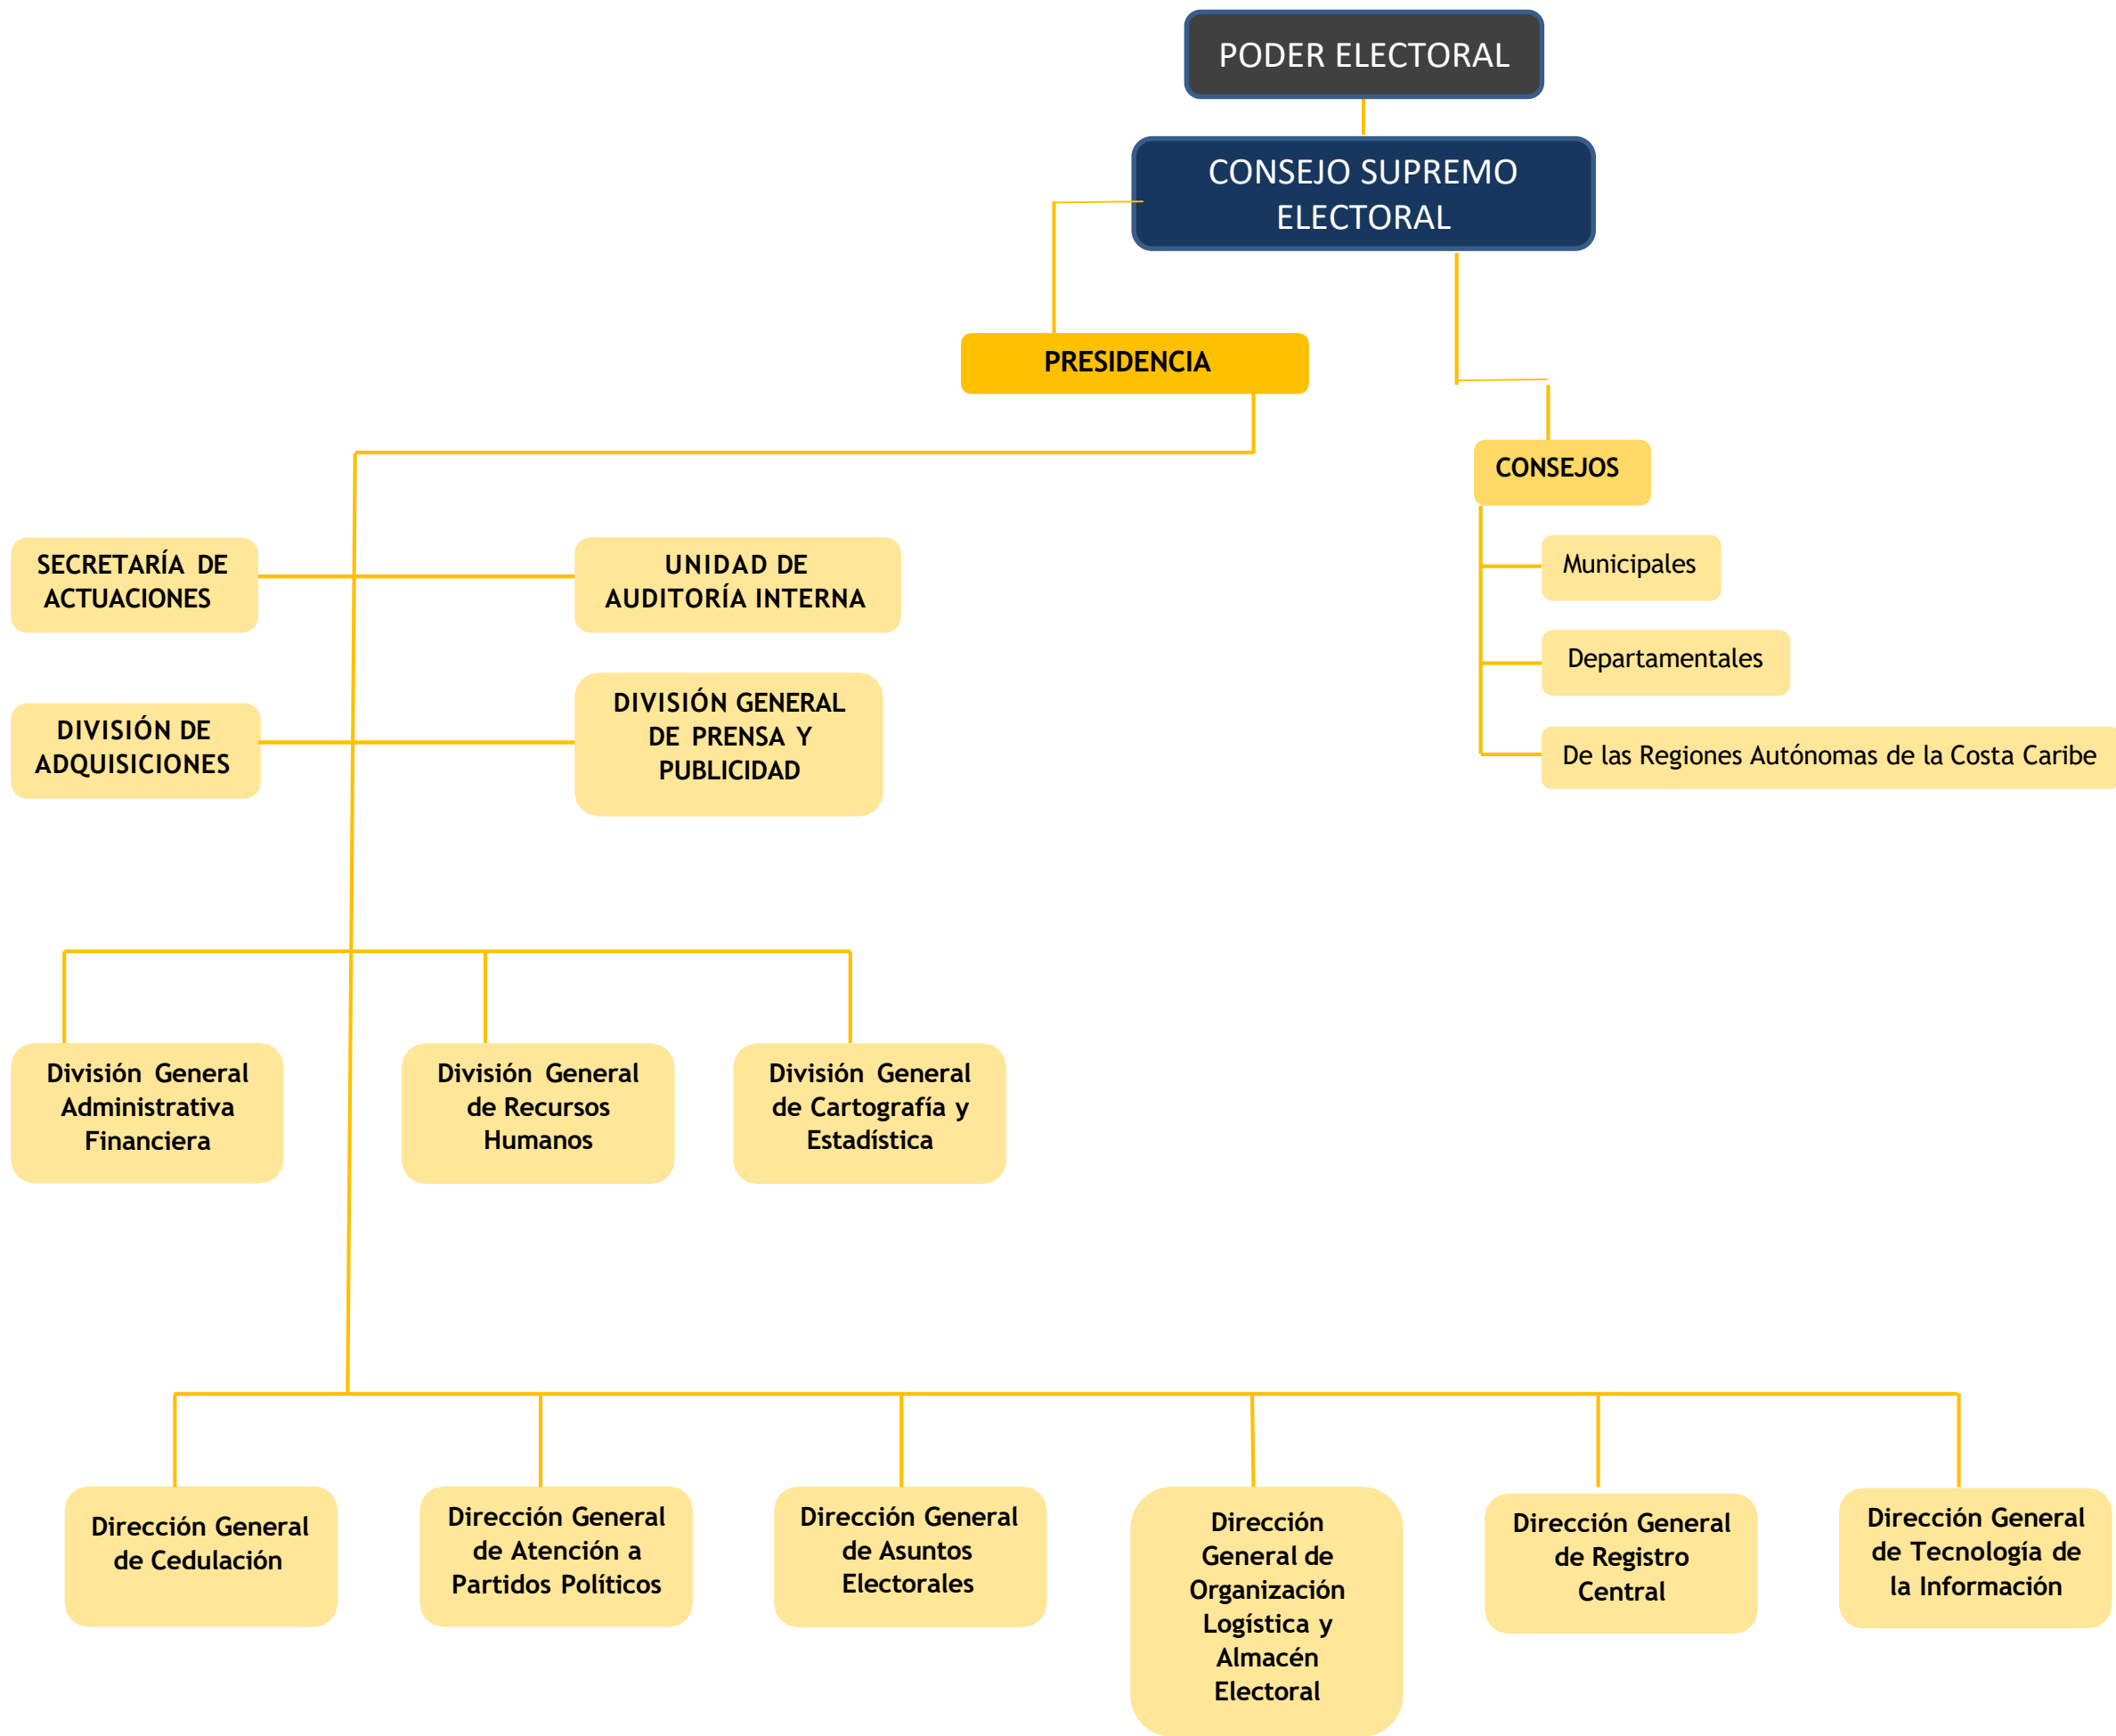 PODER ELECTORAL
CONSEJO SUPREMO
ELECTORAL
PRESIDENCIA
CONSEJOS
Municipales
Departamentales
De las Regiones Autónomas de la Costa Caribe
SECRETARÍA DE
ACTUACIONES
UNIDAD DE
AUDITORÍA INTERNA
DIVISIÓN DE
ADQUISICIONES
DIVISIÓN GENERAL
DE PRENSA Y
PUBLICIDAD
División General
Administrativa
Financiera
División General
de Recursos
Humanos
División General
de Cartografía y
Estadística
Dirección General
de Cedulación
Dirección General
de Atención a
Partidos Políticos
Dirección General
de Asuntos
Electorales
Dirección
General de
Organización
Logística y
Almacén
Electoral
Dirección General
de Registro
Central
Dirección General
de Tecnología de
la Información